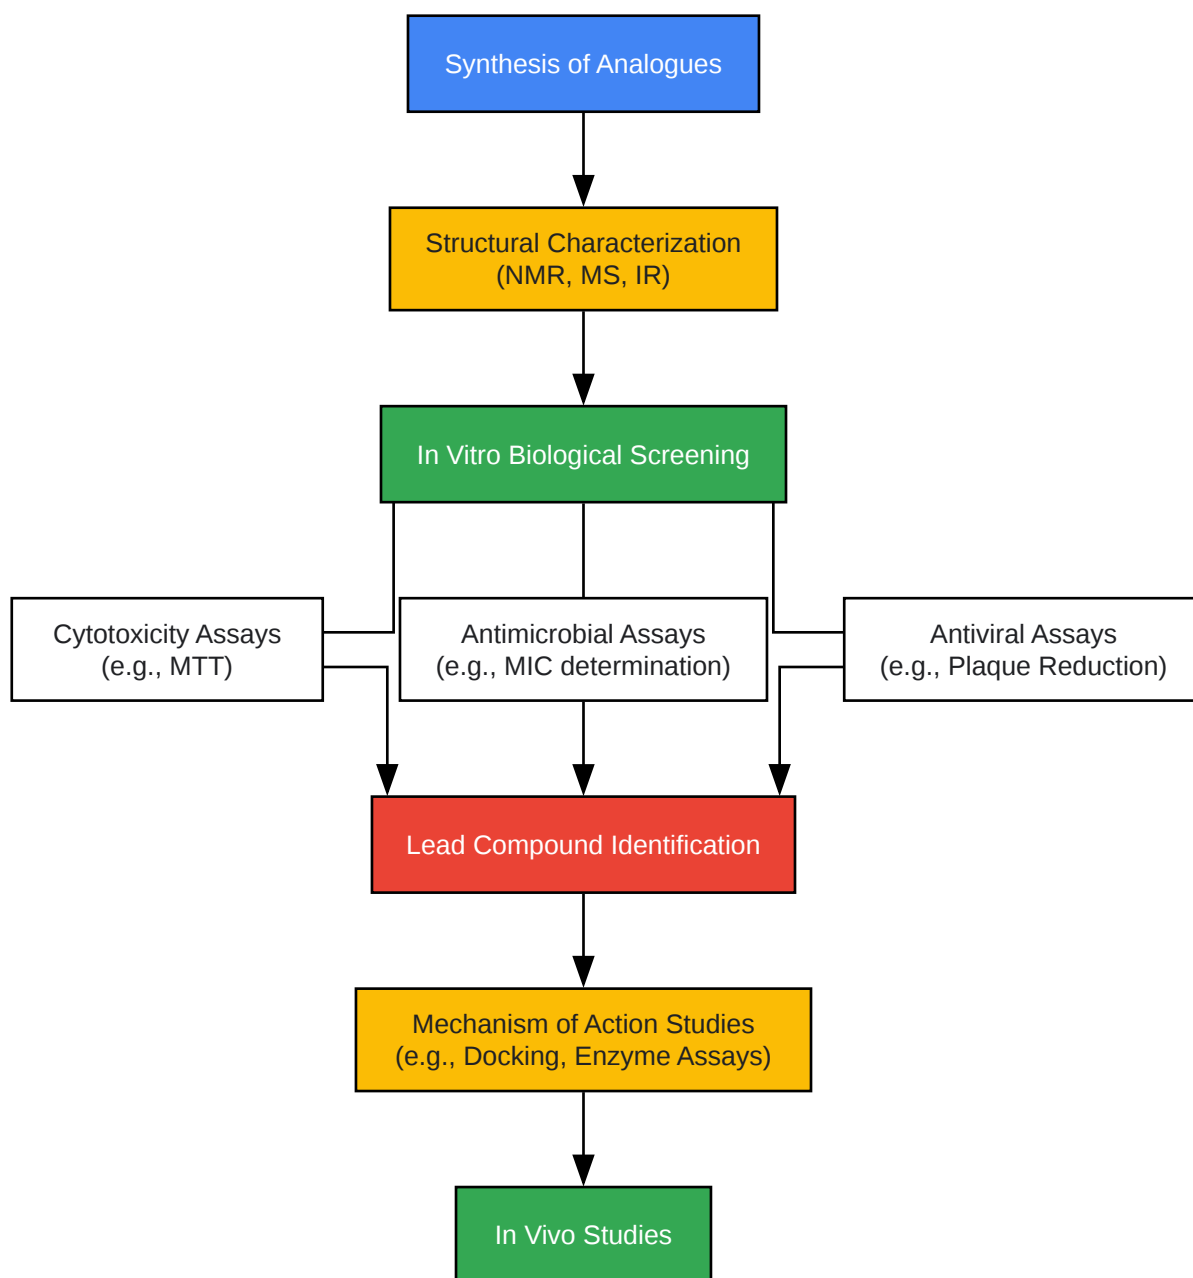 Synthesis of Analogues
Structural Characterization
(NMR, MS, IR)
In Vitro Biological Screening
Cytotoxicity Assays
(e.g., MTT)
Antimicrobial Assays
(e.g., MIC determination)
Antiviral Assays
(e.g., Plaque Reduction)
Lead Compound Identification
Mechanism of Action Studies
(e.g., Docking, Enzyme Assays)
In Vivo Studies